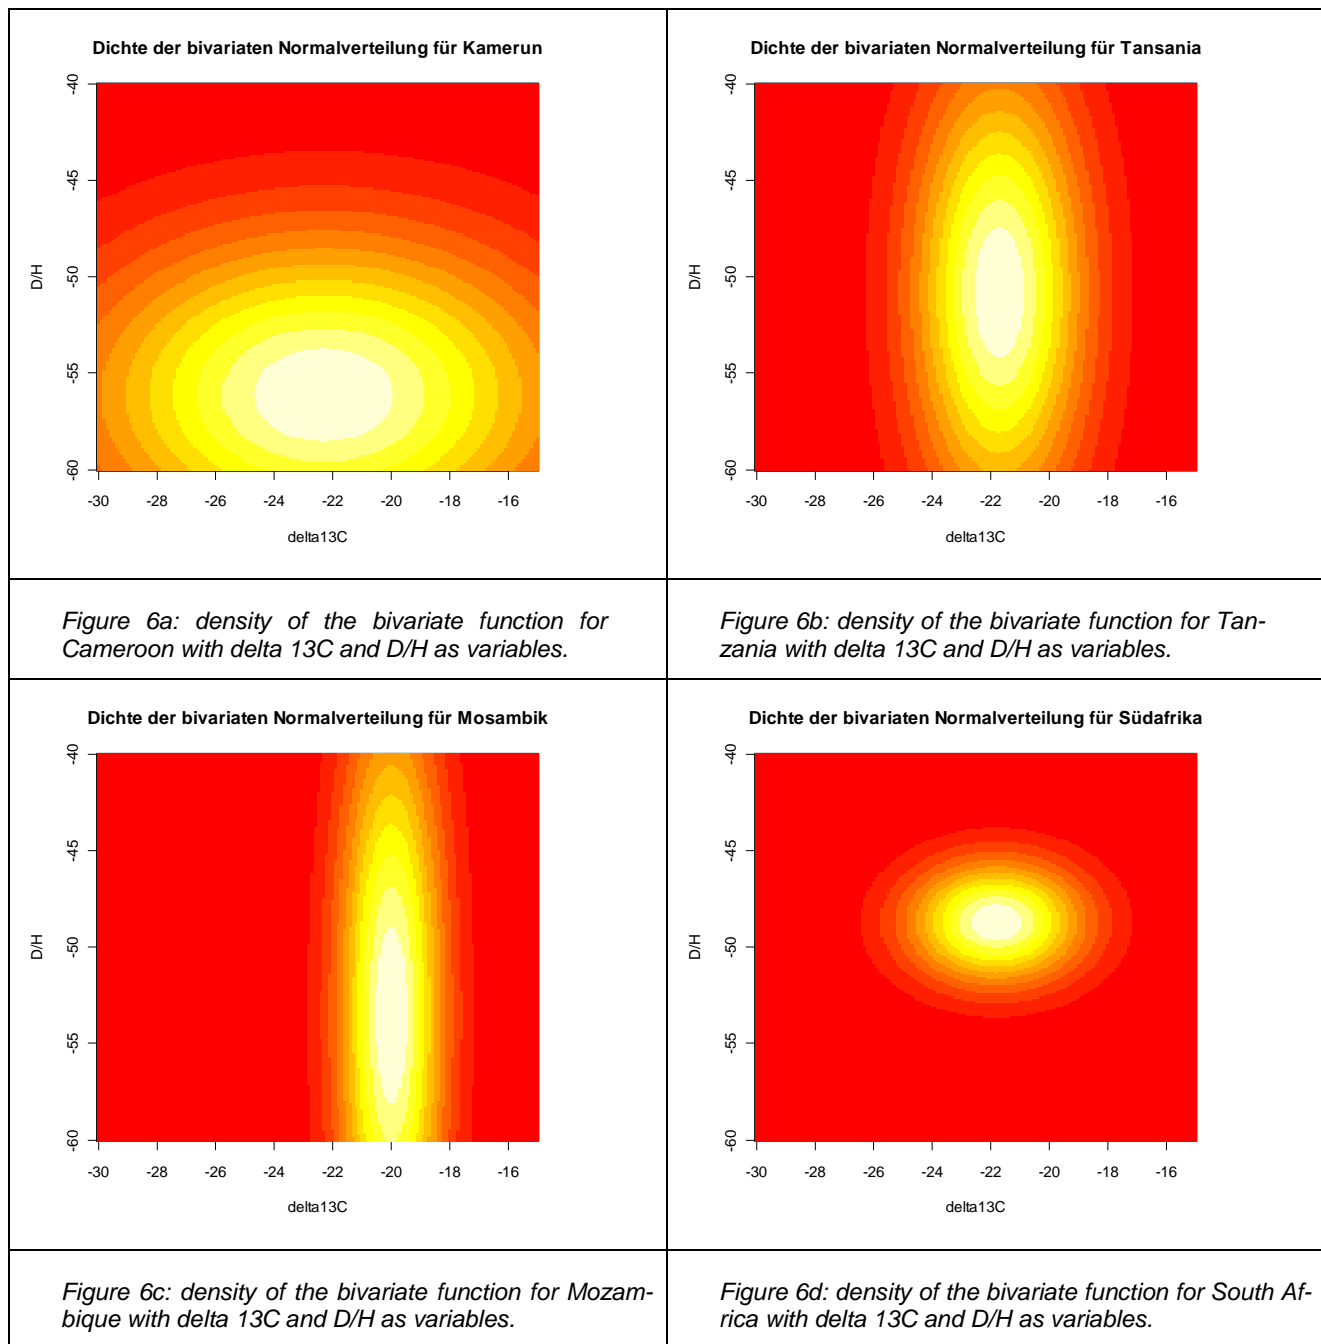 Dichte der bivariaten Normalverteilung für Kamerun
-40
-45
-50
-55
-60
D/H
-30 -28 -26 -24 -22 -20 -18 -16
delta13C
Figure 6a: density of the bivariate function for
Cameroon with delta 13C and D/H as variables.
Dichte der bivariaten Normalverteilung für Tansania
-40
-45
-50
-55
-60
D/H
-30 -28 -26 -24 -22 -20 -18 -16
delta13C
Figure 6b: density of the bivariate function for Tan-
zania with delta 13C and D/H as variables.
Dichte der bivariaten Normalverteilung für Mosambik
-40
-45
-50
-55
-60
D/H
-30 -28 -26 -24 -22 -20 -18 -16
delta13C
Figure 6c: density of the bivariate function for Mozam-
bique with delta 13C and D/H as variables.
Dichte der bivariaten Normalverteilung für Südafrika
-40
-45
-50
-55
-60
D/H
-30 -28 -26 -24 -22 -20 -18 -16
delta13C
Figure 6d: density of the bivariate function for South Af-
rica with delta 13C and D/H as variables.